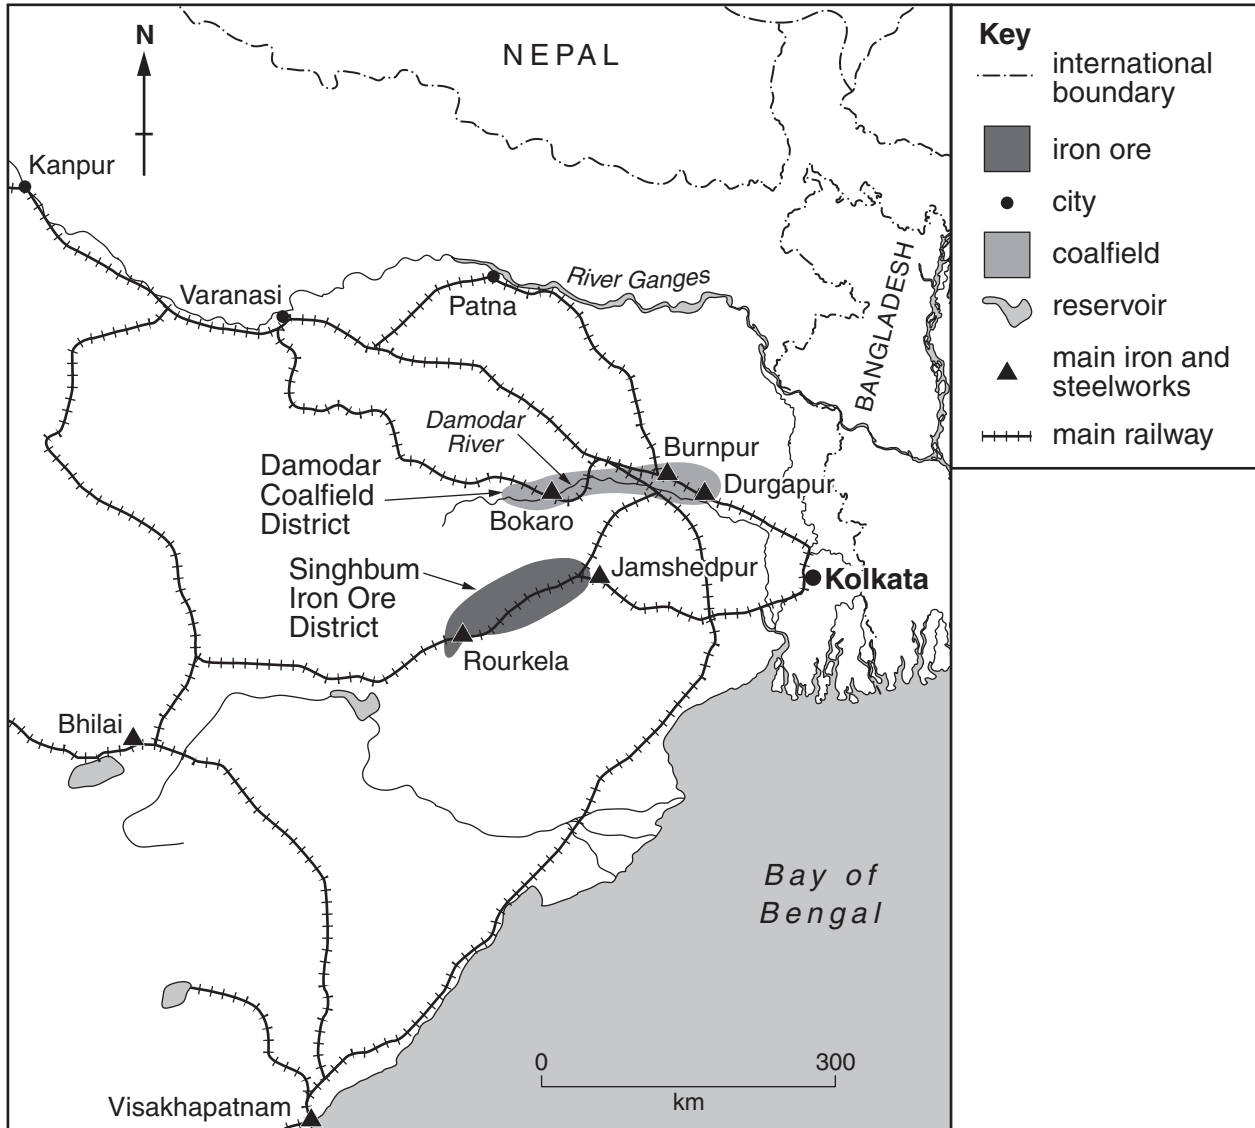 N
NEPAL
Kanpur
Varanasi
Patna
River Ganges
BANGLADESH
Damodar
River
Burnpur
Durgapur
Damodar
Coalfield
District
Bokaro
Singhbum
Iron Ore
District
Jamshedpur
Kolkata
Rourkela
Bhilai
Bay of
Bengal
0
300
km
Visakhapatnam
Key
international
boundary
iron ore
city
coalfield
reservoir
main iron and
steelworks
main railway